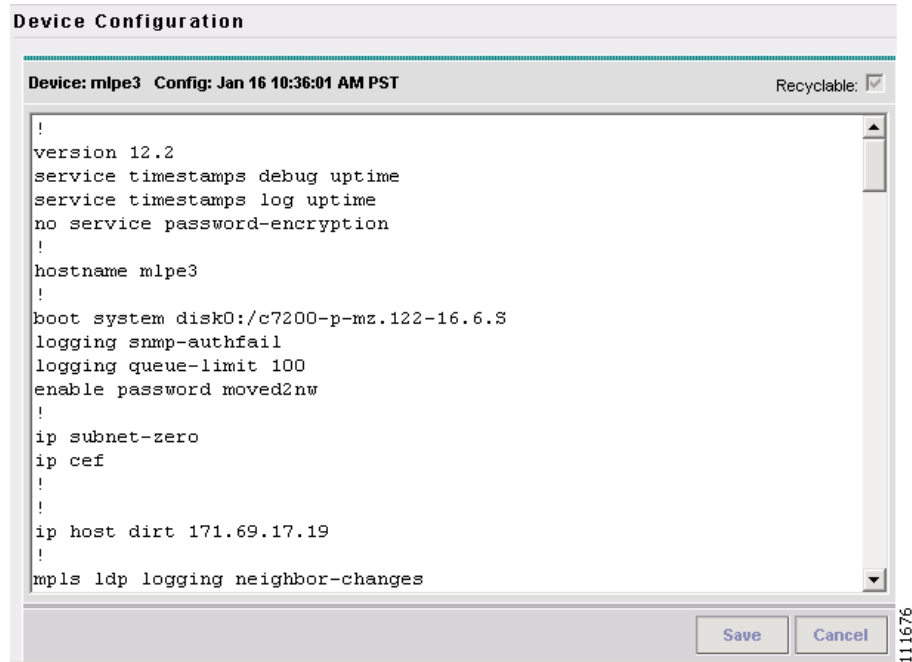 Device Configuration
Device: mlpe3 Config: Jan 16 10:36:01 AM PST
Recyclable:
!
version 12.2
service timestamps debug uptime
service timestamps log uptime
no service password-encryption
!
hostname mlpe3
!
boot system disk0:/c7200-p-mz.122-16.6.S
logging snmp-authfail
logging queue-limit 100
enable password moved2nw
!
ip subnet-zero
ip cef
!
!
ip host dirt 171.69.17.19
!
mpls ldp logging neighbor-changes
Save
Cancel
111676